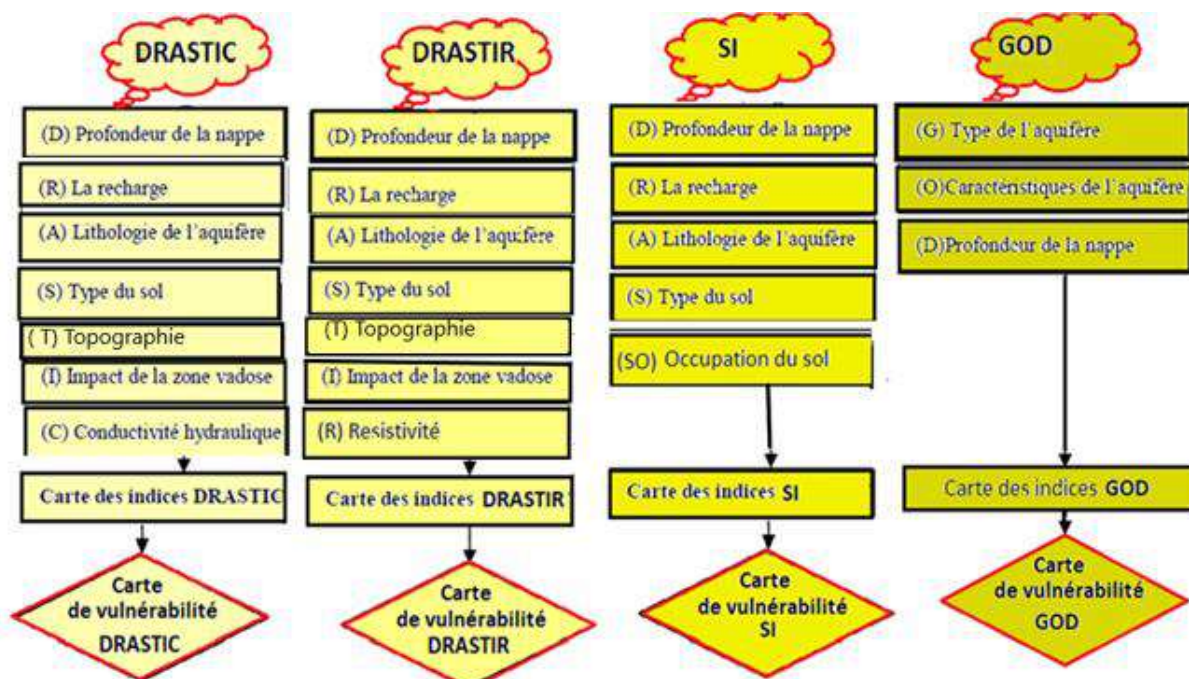 DRASTIC
(D) Profondeur de la nappe
(R) La recharge
(A) Lithologie de l'aquifère
(S) Type du sol
( T) Topographie
(I) Impact de la zone vadose
(C) Conductivité hydraulique
Carte des indices DRASTIC
Carte
de vulnérabilité
DRASTIC
DRASTIR
(D) Profondeur de la nappe
(R) La recharge
(A) Lithologie de l'aquifère
(S) Type du sol
(T) Topographie
(I) Impact de la zone vadose
(R) Resistivité
Carte des indices DRASTIR
Carte
de vulnérabilité
DRASTIR
SI
(D) Profondeur de la nappe
(R) La recharge
(A) Lithologie de l'aquifère
(S) Type du sol
(SO) Occupation du sol
Carte des indices SI
Carte
de vulnérabilité
SI
GOD
(G) Type de l'aquifère
(O)Caractéristiques de l'aquifère
(D)Profondeur de la nappe
Carte des indices GOD
Carte
de vulnérabilité
GOD